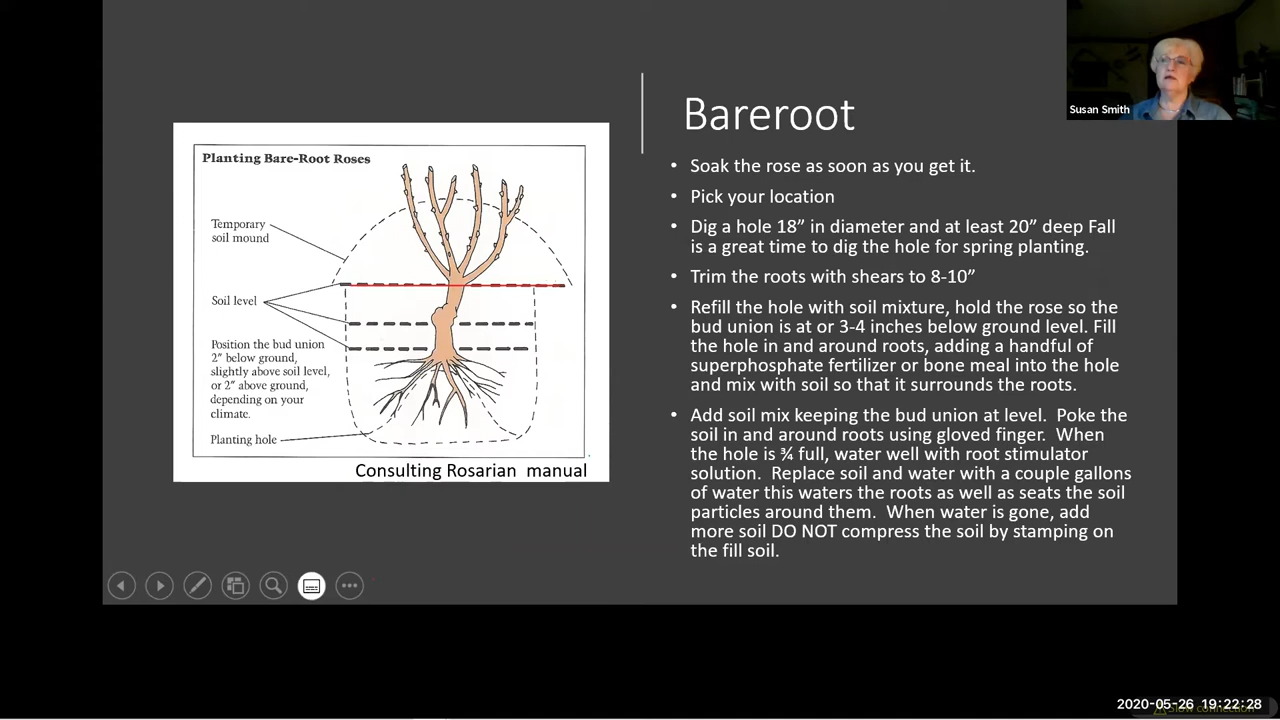 Susan Smith
Planting Bare-Root Roses
Temporary
soil mound
Soil level
Position the bud union
2” below ground,
slightly above soil level,
or 2” above ground,
depending on your
climate.
Planting hole
Consulting Rosarian manual
Bareroot
• Soak the rose as soon as you get it.
• Pick your location
• Dig a hole 18” in diameter and at least 20” deep Fall
is a great time to dig the hole for spring planting.
• Trim the roots with shears to 8-10”
• Refill the hole with soil mixture, hold the rose so the
bud union is at or 3-4 inches below ground level. Fill
the hole in and around roots, adding a handful of
superphosphate fertilizer or bone meal into the hole
and mix with soil so that it surrounds the roots.
• Add soil mix keeping the bud union at level. Poke the
soil in and around roots using gloved finger. When
the hole is ¾ full, water well with root stimulator
solution. Replace soil and water with a couple gallons
of water this waters the roots as well as seats the soil
particles around them. When water is gone, add
more soil DO NOT compress the soil by stamping on
the fill soil.
2020-05-26 19:22:28
Slow connection